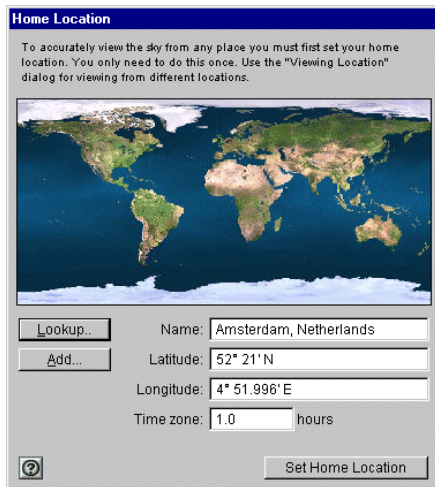 Home Location
To accurately view the sky from any place you must first set your home
location. You only need to do this once. Use the "Viewing Location"
dialog for viewing from different locations.
Lookup.. Name: Amsterdam, Netherlands
Add... Latitude: 52° 21' N
Longitude: 4° 51.996' E
Time zone: 1.0 hours
? Set Home Location